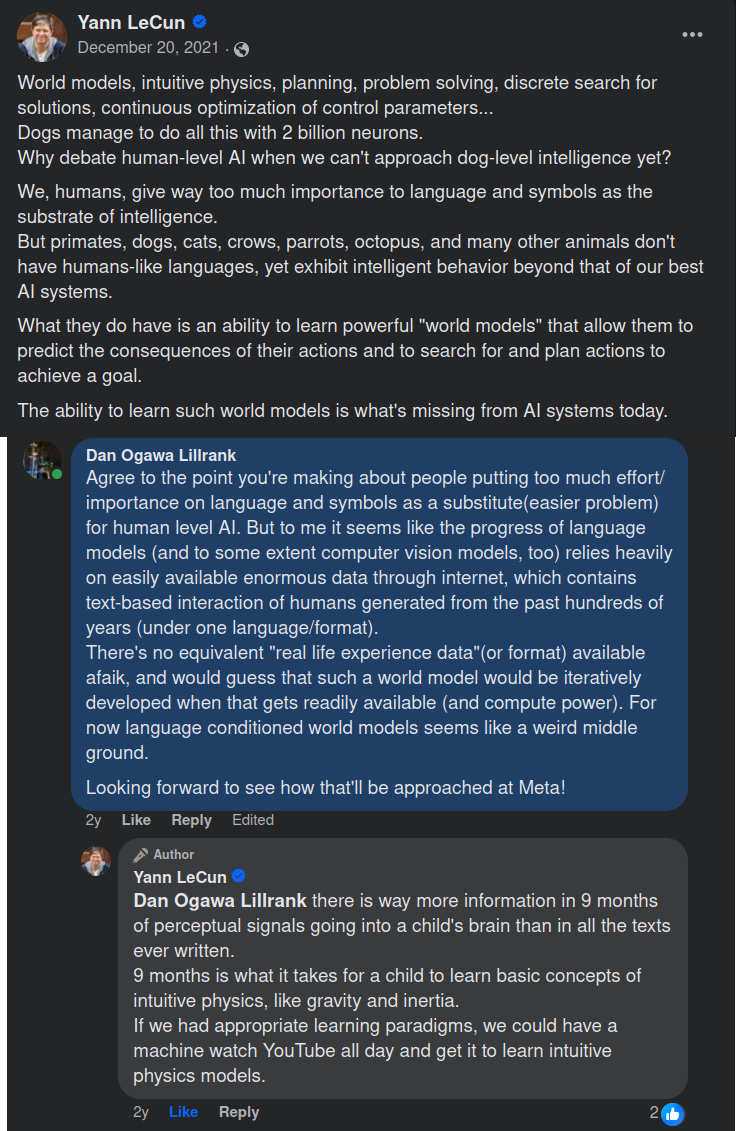 Yann LeCun
December 20, 2021 ·
World models, intuitive physics, planning, problem solving, discrete search for
solutions, continuous optimization of control parameters...
Dogs manage to do all this with 2 billion neurons.
Why debate human-level AI when we can't approach dog-level intelligence yet?
We, humans, give way too much importance to language and symbols as the
substrate of intelligence.
But primates, dogs, cats, crows, parrots, octopus, and many other animals don't
have humans-like languages, yet exhibit intelligent behavior beyond that of our best
AI systems.
What they do have is an ability to learn powerful "world models" that allow them to
predict the consequences of their actions and to search for and plan actions to
achieve a goal.
The ability to learn such world models is what's missing from AI systems today.
Dan Ogawa Lillrank
Agree to the point you're making about people putting too much effort/
importance on language and symbols as a substitute(easier problem)
for human level AI. But to me it seems like the progress of language
models (and to some extent computer vision models, too) relies heavily
on easily available enormous data through internet, which contains
text-based interaction of humans generated from the past hundreds of
years (under one language/format).
There's no equivalent "real life experience data"(or format) available
afaik, and would guess that such a world model would be iteratively
developed when that gets readily available (and compute power). For
now language conditioned world models seems like a weird middle
ground.
Looking forward to see how that'll be approached at Meta!
2y Like Reply Edited
Author
Yann LeCun
Dan Ogawa Lillrank there is way more information in 9 months
of perceptual signals going into a child's brain than in all the texts
ever written.
9 months is what it takes for a child to learn basic concepts of
intuitive physics, like gravity and inertia.
If we had appropriate learning paradigms, we could have a
machine watch YouTube all day and get it to learn intuitive
physics models.
2y Like Reply 2